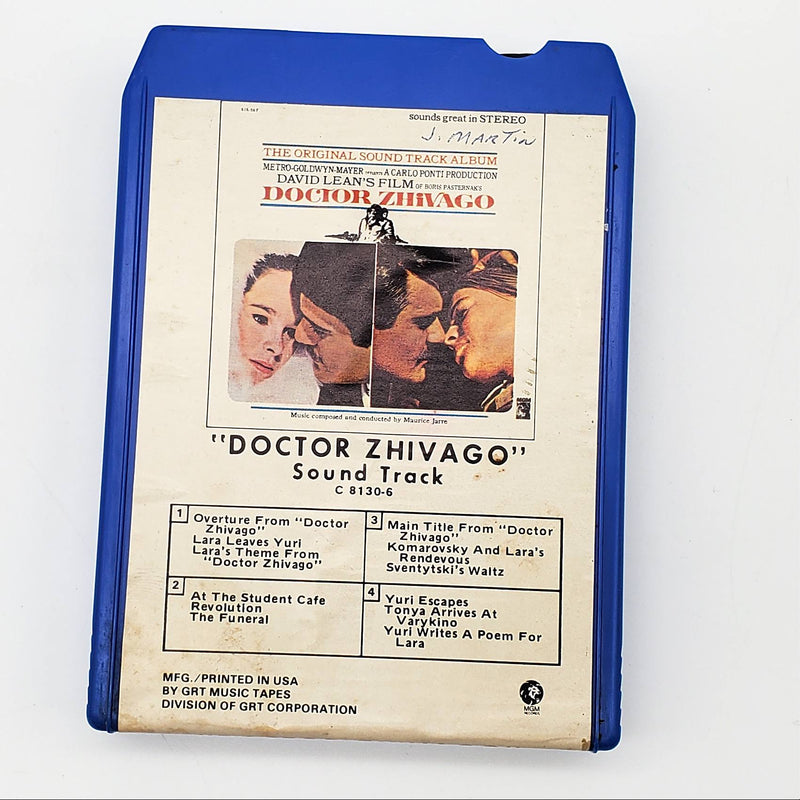 sounds great in STEREO
J. MARTIN
THE ORIGINAL SOUND TRACK ALBUM
METRO-GOLDWYN-MAYER PRESENTS A CARLO PONTI PRODUCTION
DAVID LEAN'S FILM OF BORIS PASTERNAK'S
DOCTOR ZHIVAGO
MGM
Music composed and conducted by Maurice Jarre
"DOCTOR ZHIVAGO"
Sound Track
C 8130-6
1 Overture From "Doctor
Zhivago"
Lara Leaves Yuri
Lara's Theme From
"Doctor Zhivago"
2 At The Student Cafe
Revolution
The Funeral
3 Main Title From "Doctor
Zhivago"
Komarovsky And Lara's
Rendevous
Sventytski's Waltz
4 Yuri Escapes
Tonya Arrives At
Varykino
Yuri Writes A Poem For
Lara
MFG./PRINTED IN USA
BY GRT MUSIC TAPES
DIVISION OF GRT CORPORATION
MGM
RECORDS